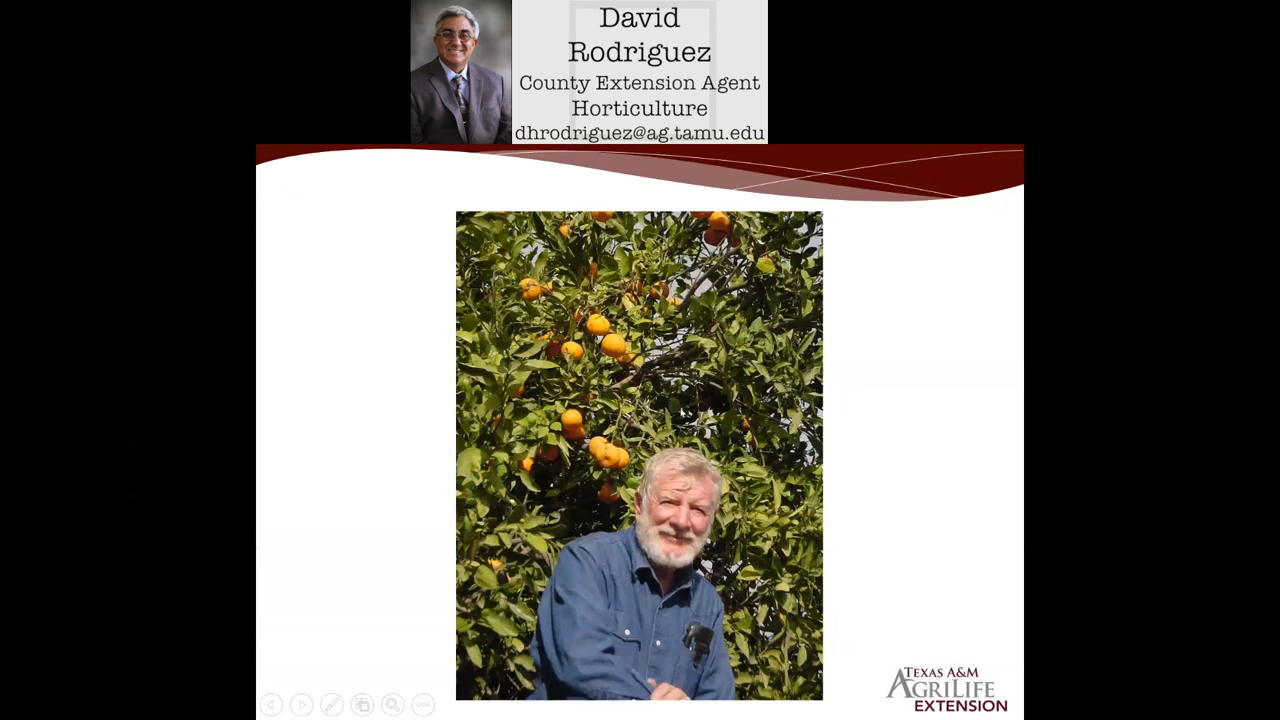 David
Rodriguez
County Extension Agent
Horticulture
dhrodriguez@ag.tamu.edu
TEXAS A&M
AGRILIFE
EXTENSION